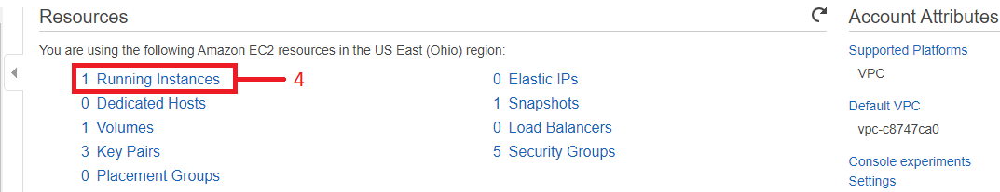 Resources
You are using the following Amazon EC2 resources in the US East (Ohio) region:
1 Running Instances 4
0 Dedicated Hosts
1 Volumes
3 Key Pairs
0 Placement Groups
0 Elastic IPs
1 Snapshots
0 Load Balancers
5 Security Groups
Account Attributes
Supported Platforms
VPC
Default VPC
vpc-c8747ca0
Console experiments
Settings